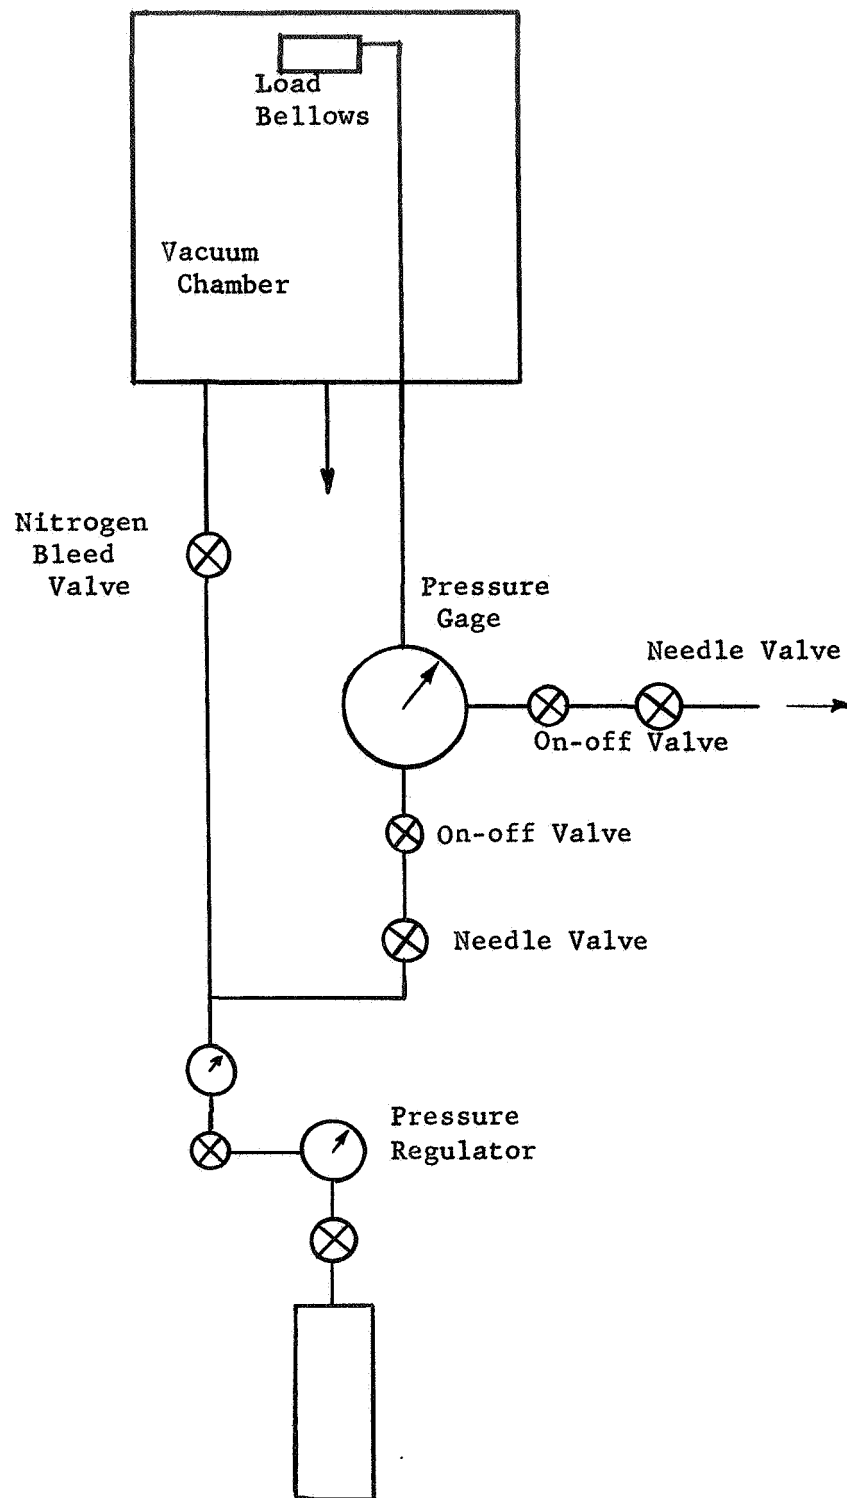 Load
Bellows
Vacuum
Chamber
Nitrogen
Bleed
Valve
Pressure
Gage
Needle Valve
On-off Valve
On-off Valve
Needle Valve
Pressure
Regulator